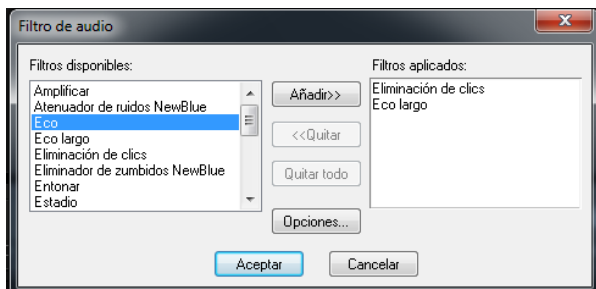 Filtro de audio
Filtros disponibles:
Amplificar
Atenuador de ruidos NewBlue
Eco
Eco largo
Eliminación de clics
Eliminador de zumbidos NewBlue
Entonar
Estadio
Añadir>>
<<Quitar
Quitar todo
Opciones...
Filtros aplicados:
Eliminación de clics
Eco largo
Aceptar
Cancelar